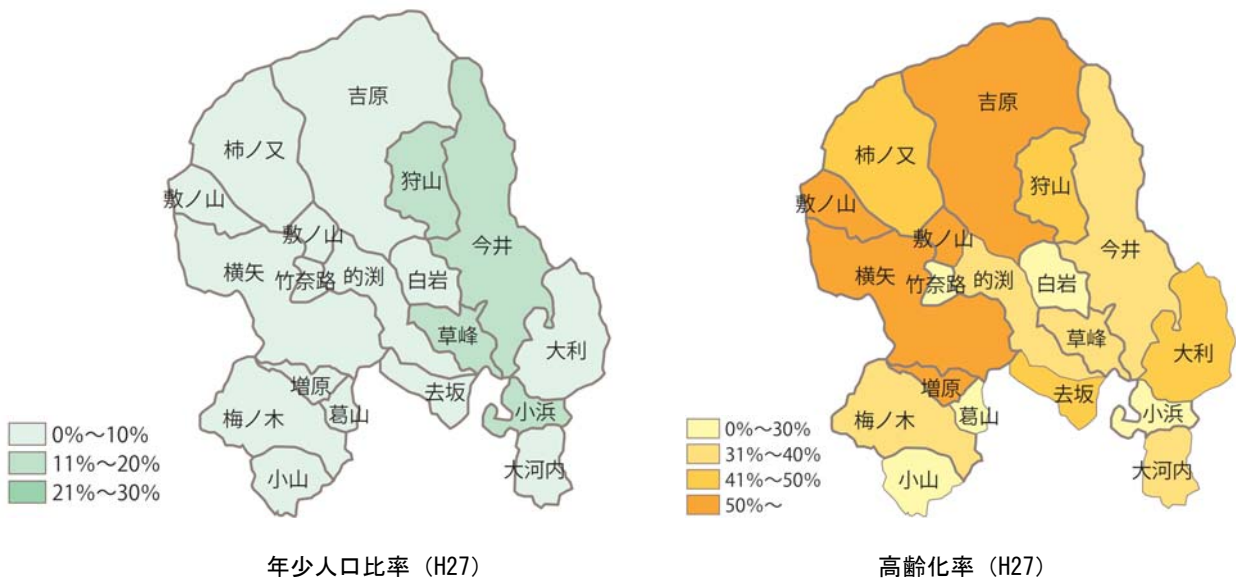 吉原
柿ノ又
狩山
敷ノ山
敷ノ山
今井
横矢
竹奈路
的渕
白岩
草峰
大利
増原
去坂
梅ノ木
葛山
小浜
小山
大河内
0%～10%
11%～20%
21%～30%
年少人口比率（H27）
吉原
柿ノ又
狩山
敷ノ山
敷ノ山
今井
横矢
竹奈路
的渕
白岩
草峰
大利
増原
去坂
梅ノ木
葛山
小浜
小山
大河内
0%～30%
31%～40%
41%～50%
50%～
高齢化率（H27）